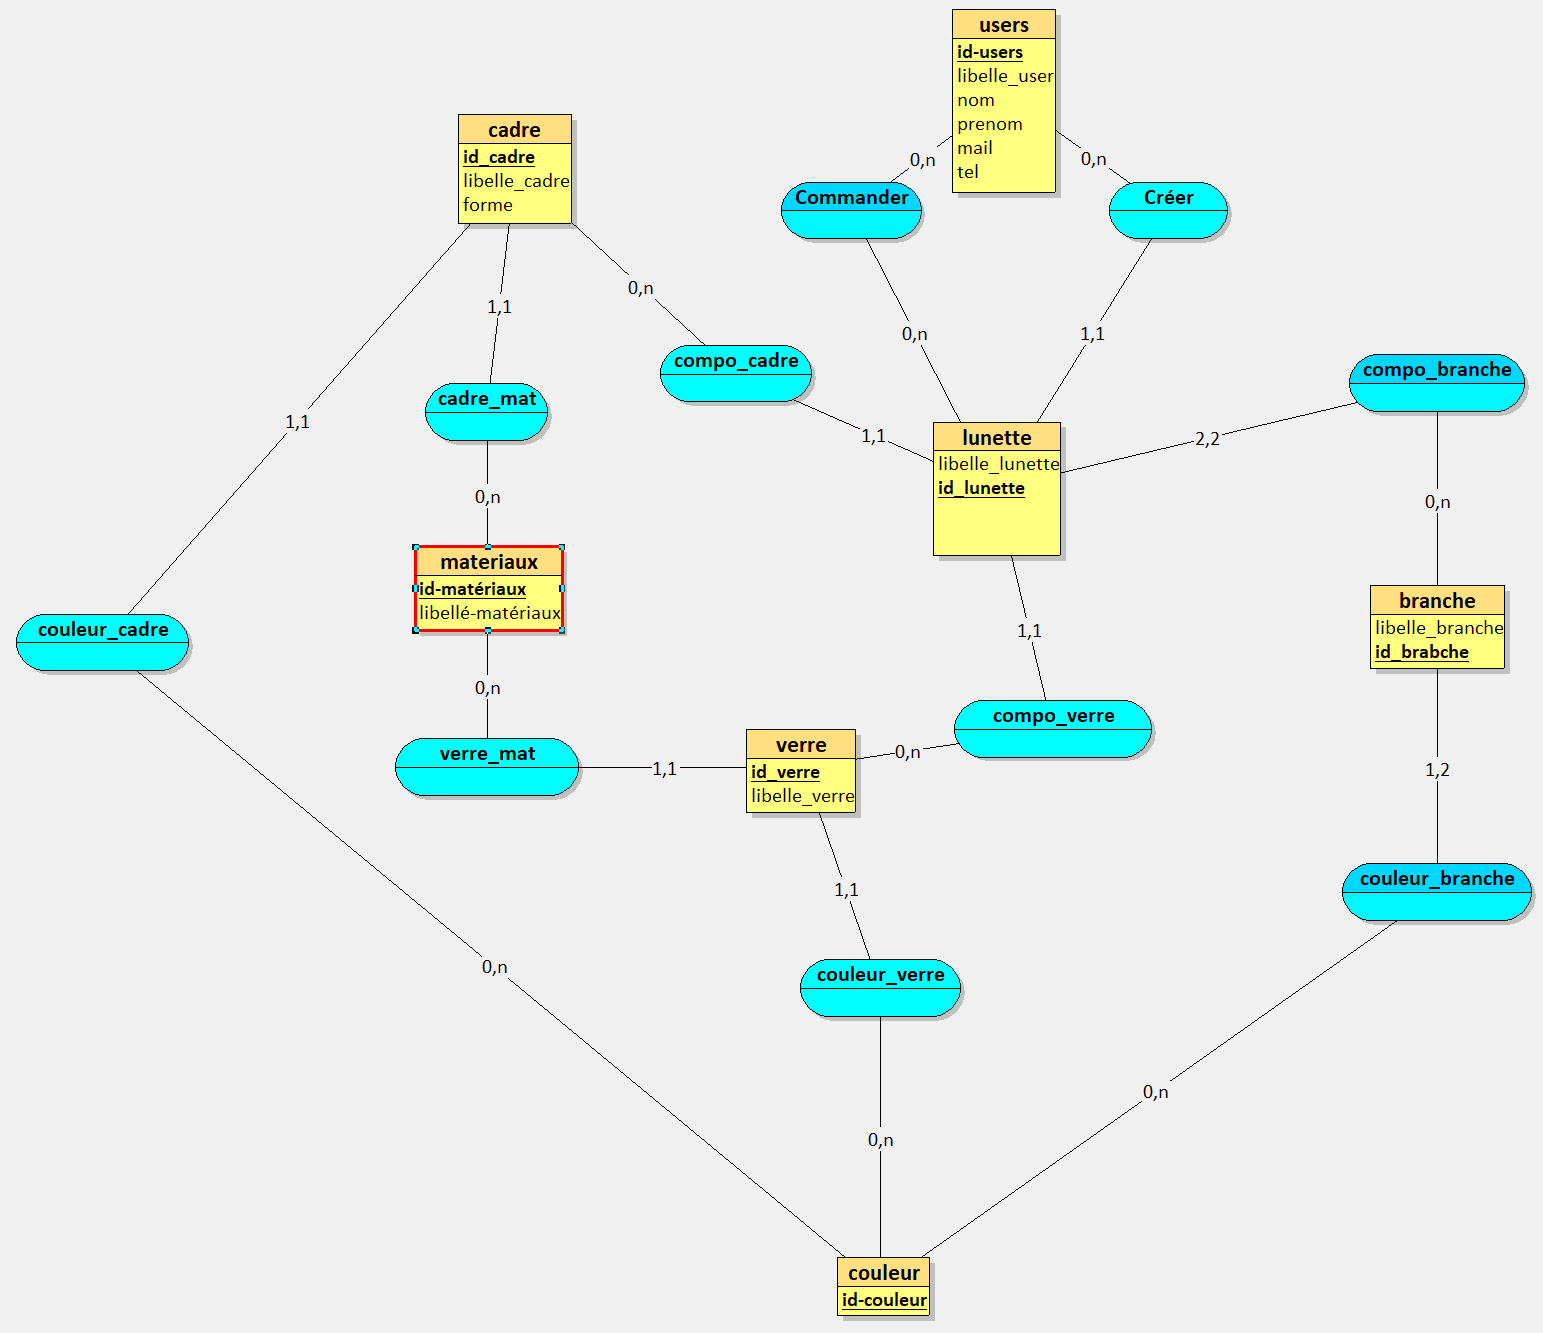 users
id-users
libelle_user
nom
prenom
mail
tel
cadre
id_cadre
libelle_cadre
forme
0,n
0,n
Commander
Créer
0,n
1,1
0,n
1,1
compo_cadre
compo_branche
cadre_mat
1,1
1,1
2,2
lunette
libelle_lunette
id_lunette
0,n
0,n
materiaux
id-matériaux
libellé-matériaux
branche
libelle_branche
id_brabche
couleur_cadre
1,1
0,n
compo_verre
verre_mat
1,1
verre
id_verre
libelle_verre
0,n
1,2
couleur_branche
1,1
0,n
couleur_verre
0,n
0,n
couleur
id-couleur